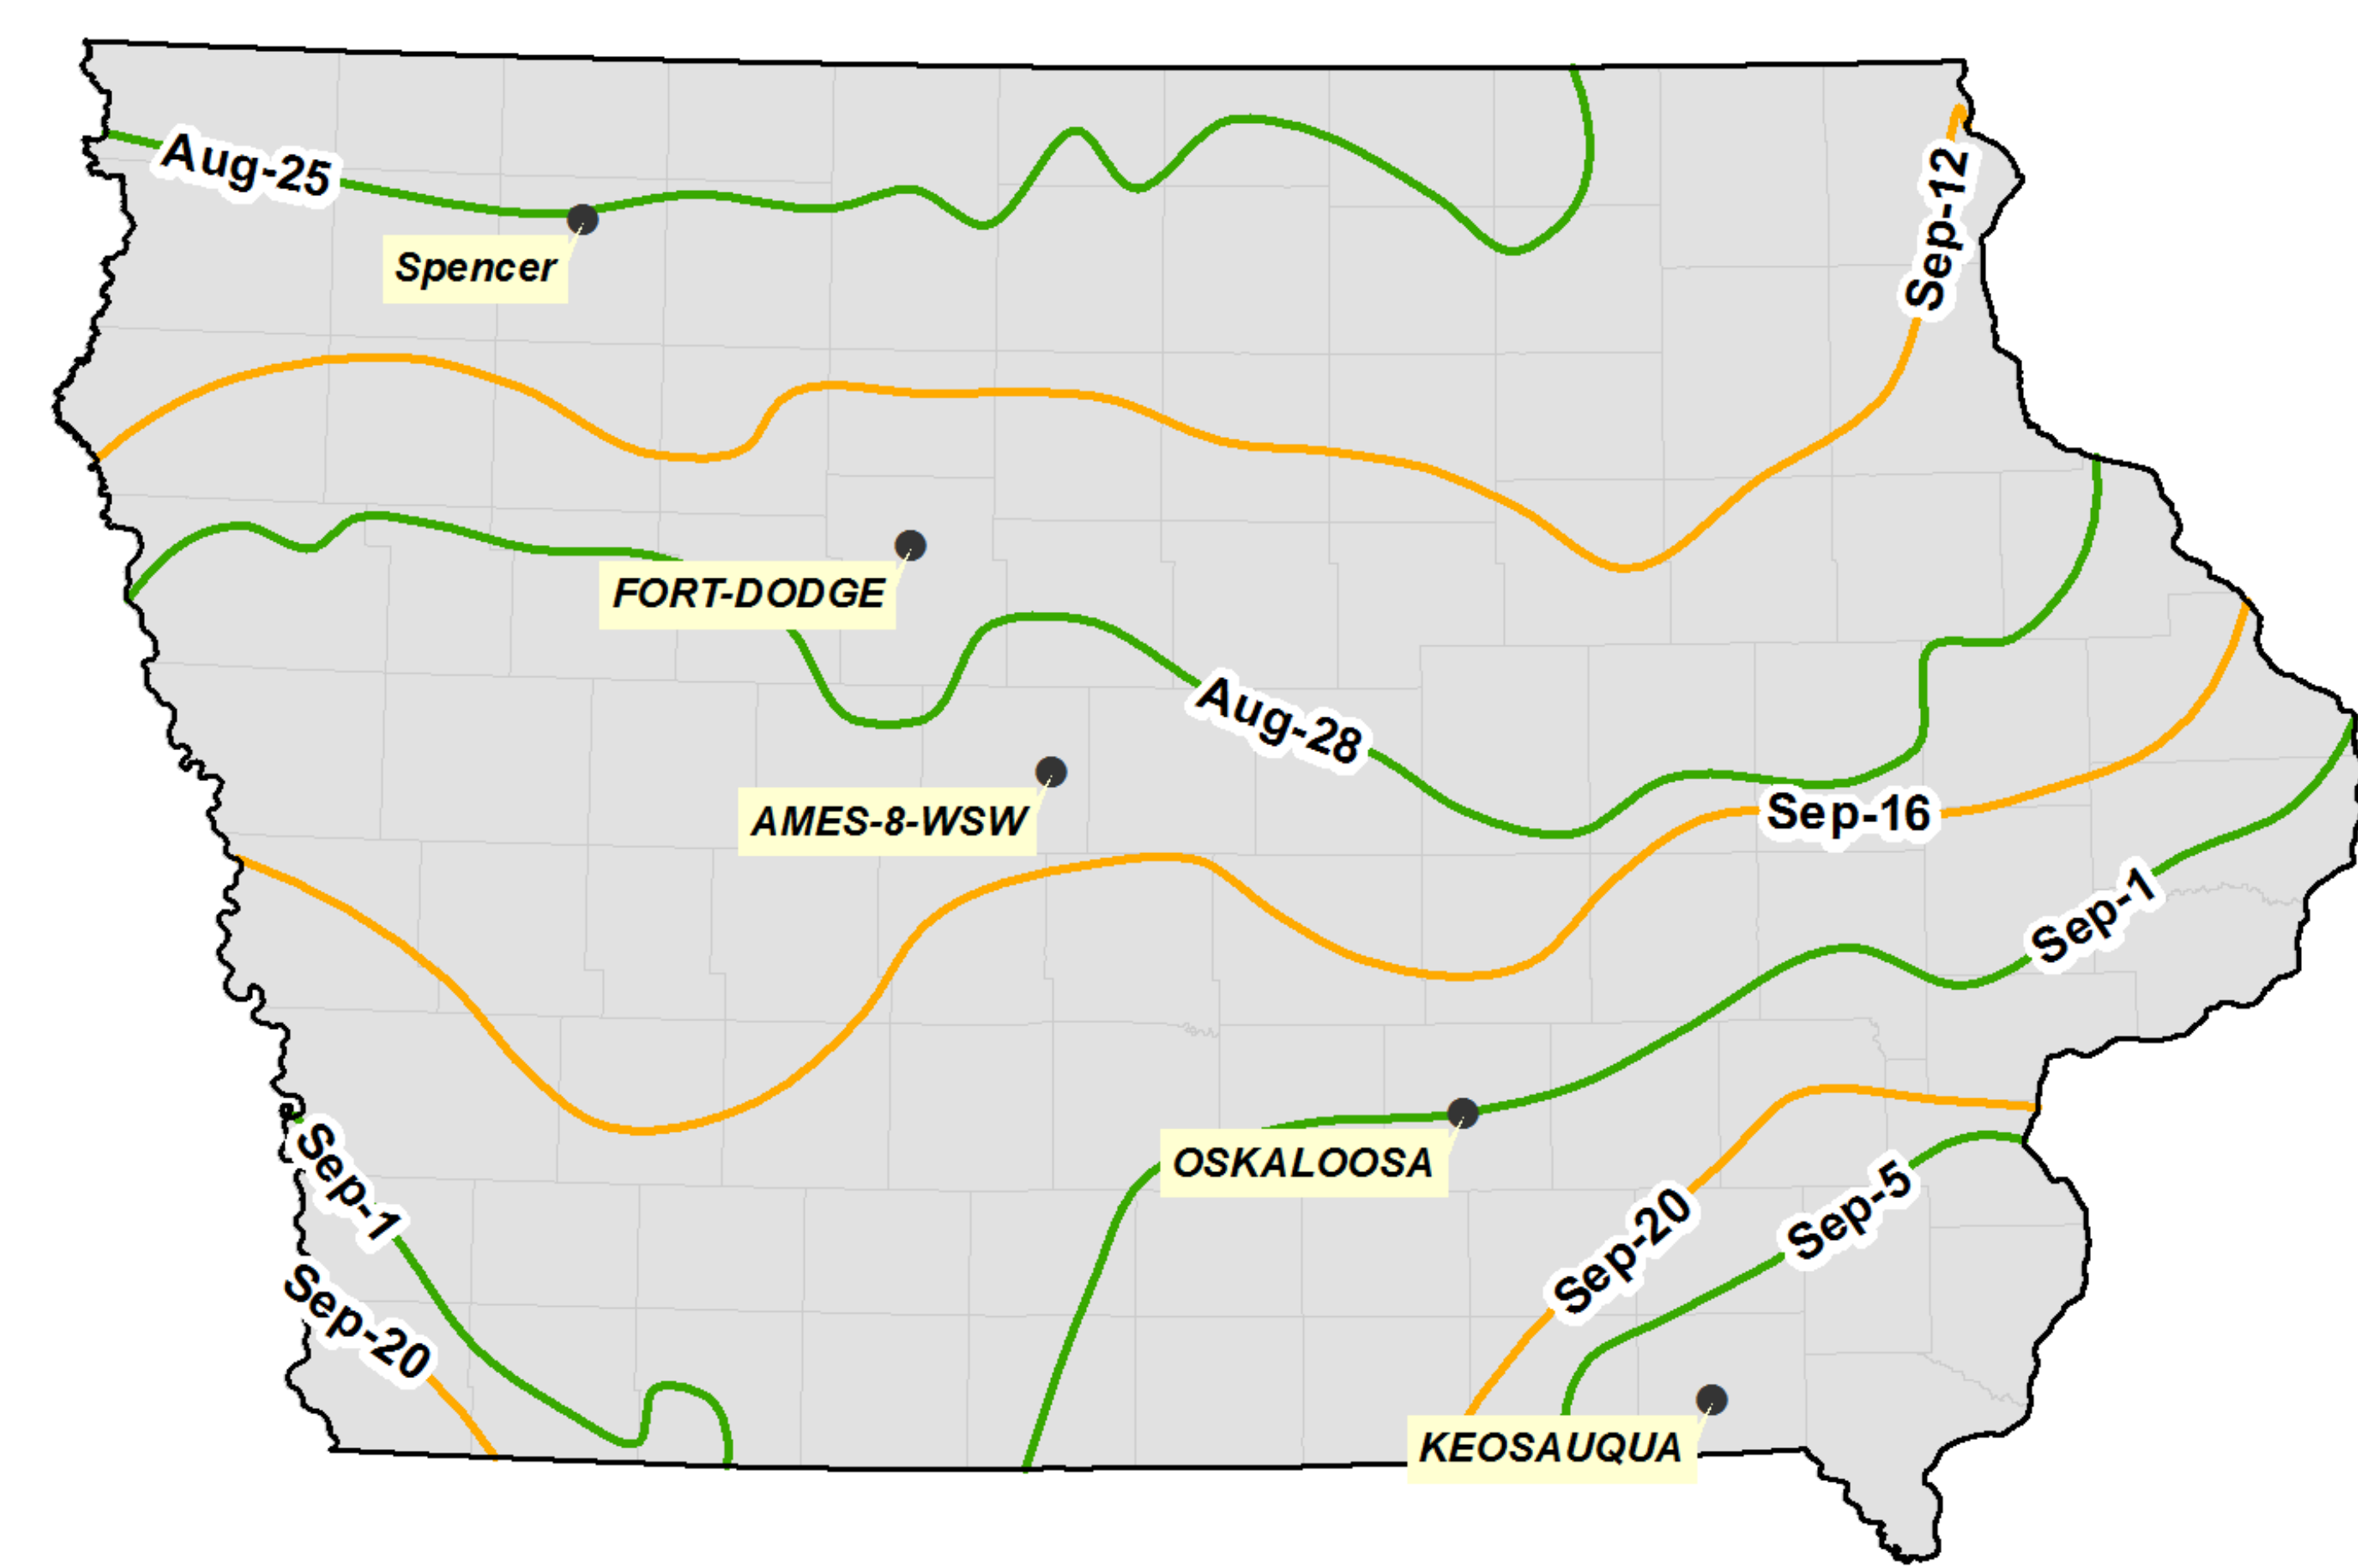 Aug-25
Sep-12
Spencer
FORT-DODGE
Aug-28
AMES-8-WSW
Sep-16
Sep-1
OSKALOOSA
Sep-1
Sep-20
Sep-5
Sep-20
KEOSAUQUA